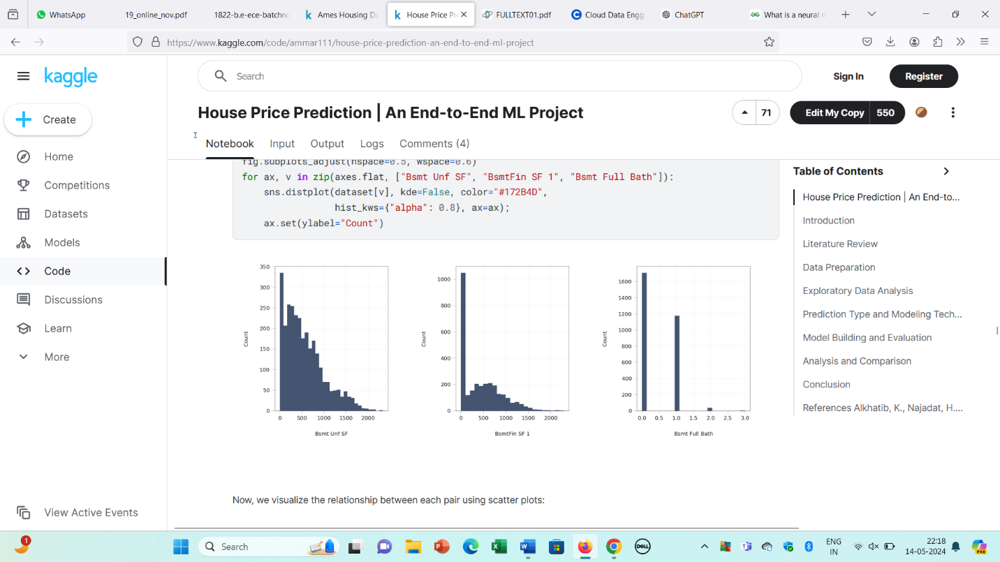 WhatsApp
19_online_nov.pdf
1822-b.e-ece-batchno
Ames Housing Da
House Price Pre
FULLTEXT01.pdf
Cloud Data Engg
ChatGPT
What is a neural n
https://www.kaggle.com/code/ammar111/house-price-prediction-an-end-to-end-ml-project
kaggle
Search
Sign In
Register
Create
House Price Prediction | An End-to-End ML Project
71
Edit My Copy
550
Notebook
Input
Output
Logs
Comments (4)
Home
Competitions
Datasets
Models
Code
Discussions
Learn
More
View Active Events
fig.subplots_adjust(hspace=0.5, wspace=0.6)
for ax, v in zip(axes.flat, ["Bsmt Unf SF", "BsmtFin SF 1", "Bsmt Full Bath"]):
sns.distplot(dataset[v], kde=False, color="#172B4D",
hist_kws={"alpha": 0.8}, ax=ax);
ax.set(ylabel="Count")
350
300
250
200
150
100
50
0
Count
0 500 1000 1500 2000
Bsmt Unf SF
1000
800
600
400
200
0
Count
0 500 1000 1500 2000
BsmtFin SF 1
1600
1400
1200
1000
800
600
400
200
0
Count
0.0 0.5 1.0 1.5 2.0 2.5 3.0
Bsmt Full Bath
Now, we visualize the relationship between each pair using scatter plots:
Table of Contents
House Price Prediction | An End-to...
Introduction
Literature Review
Data Preparation
Exploratory Data Analysis
Prediction Type and Modeling Tech...
Model Building and Evaluation
Analysis and Comparison
Conclusion
References Alkhatib, K., Najadat, H....
1
Search
DELL
ENG
IN
22:18
14-05-2024
PRE